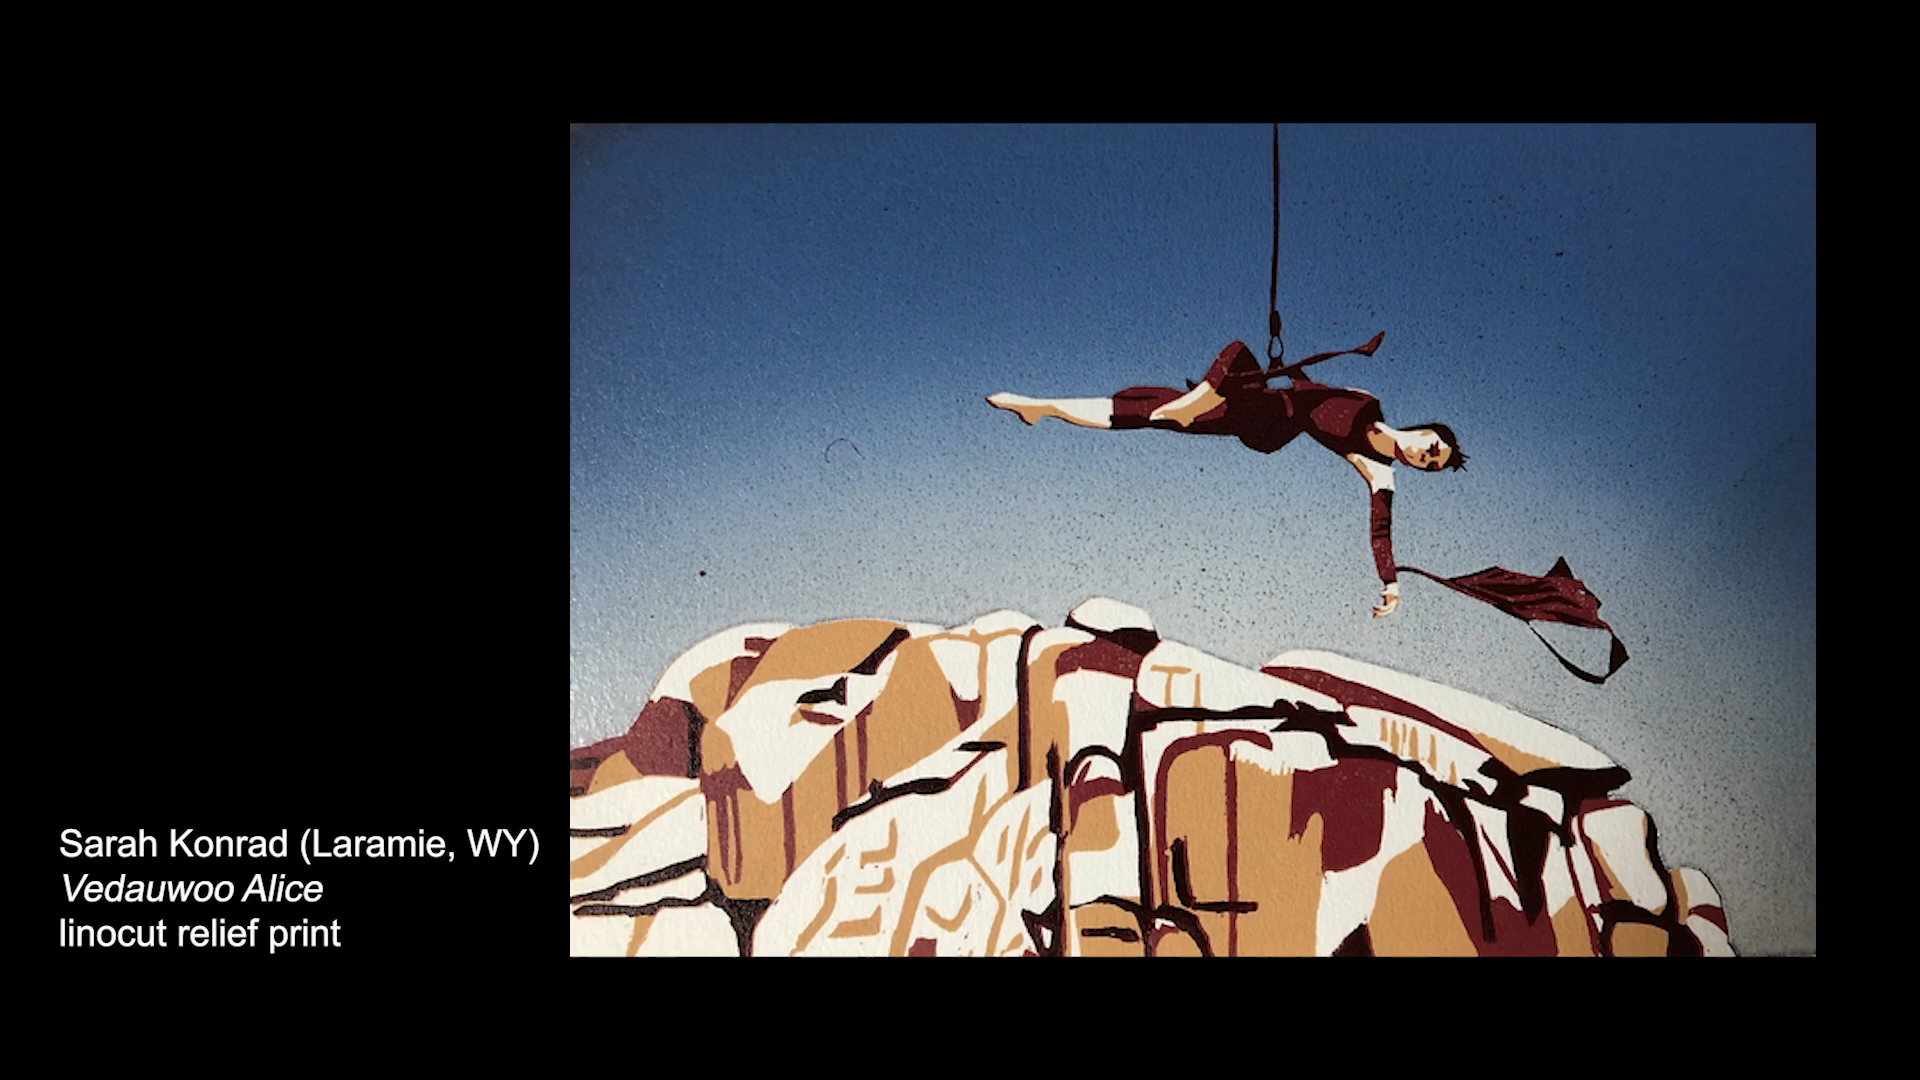 Sarah Konrad (Laramie, WY)
Vedauwoo Alice
linocut relief print